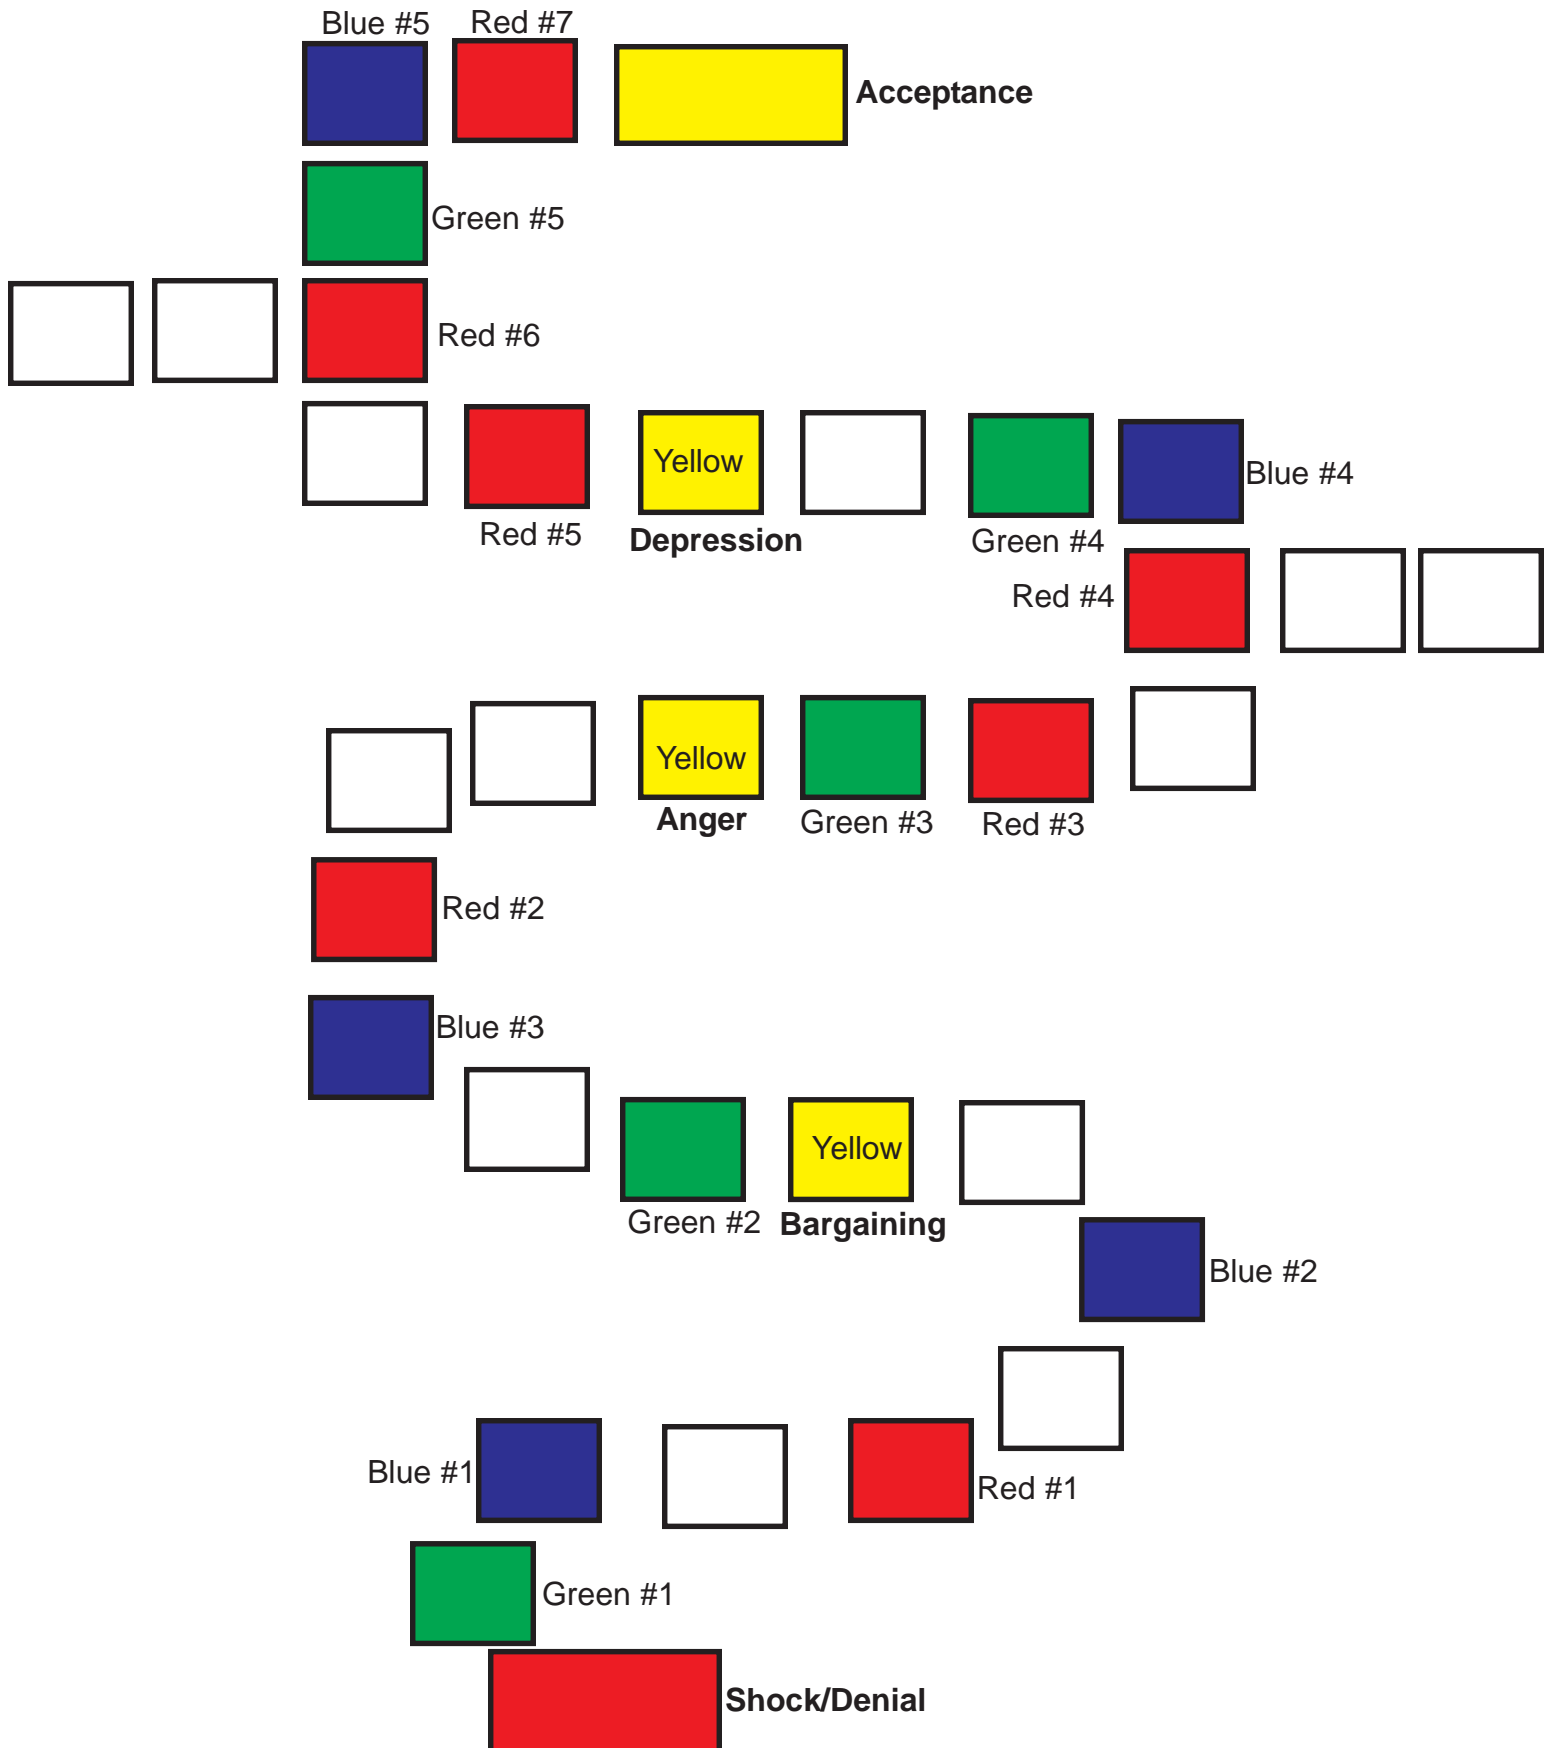 Blue #5
Red #7
Acceptance
Green #5
Red #6
Yellow
Blue #4
Red #5
Depression
Green #4
Red #4
Yellow
Anger
Green #3
Red #3
Red #2
Blue #3
Yellow
Green #2
Bargaining
Blue #2
Blue #1
Red #1
Green #1
Shock/Denial